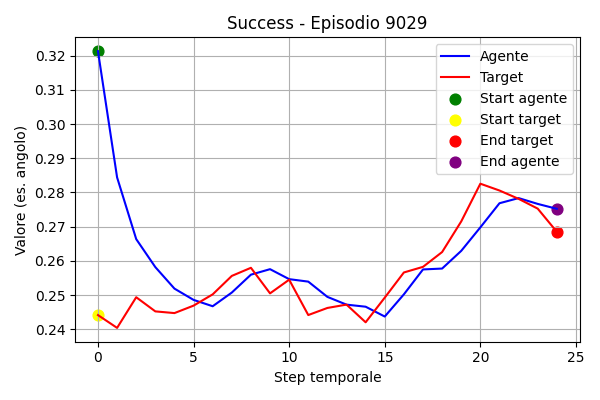 Success - Episodio 9029
Valore (es. angolo)
0.32
0.31
0.30
0.29
0.28
0.27
0.26
0.25
0.24
Agente
Target
Start agente
Start target
End target
End agente
0 5 10 15 20 25
Step temporale